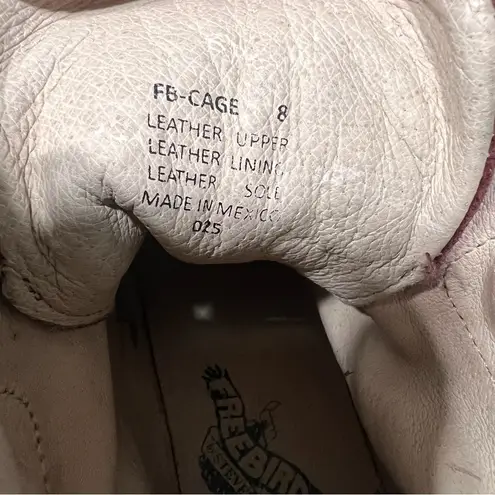 FB-CAGE 8
LEATHER UPPER
LEATHER LINING
LEATHER SOLE
MADE IN MEXICO
025
FREEBIRD